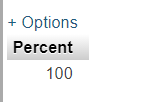 + Options
Percent
100